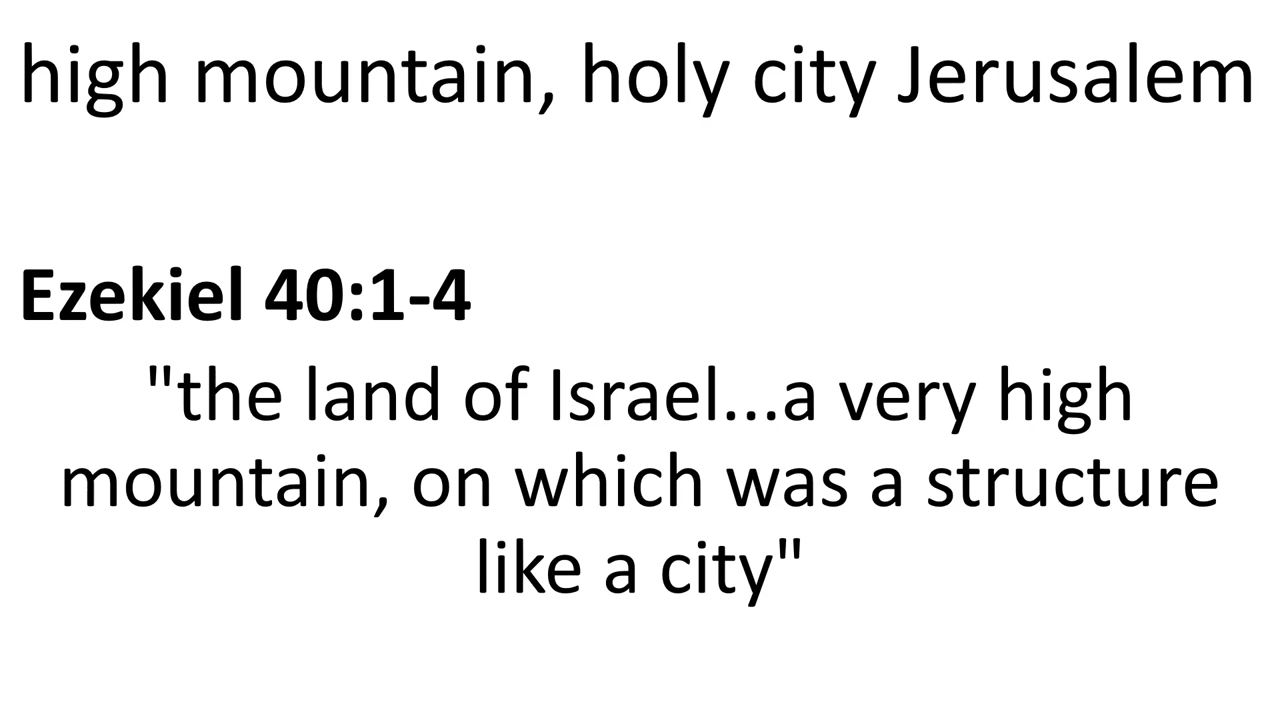 high mountain, holy city Jerusalem
Ezekiel 40:1-4
"the land of Israel...a very high
mountain, on which was a structure
like a city"